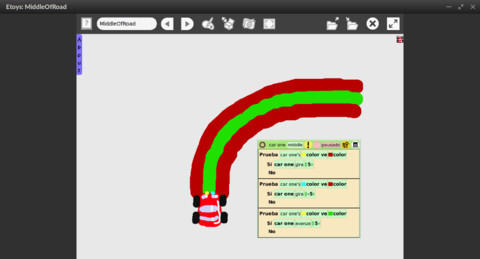 Etoys: MiddleOfRoad
?
MiddleOfRoad
A
b
o
u
t
car one middle ! pausado
Prueba car one's color ve color
Sí car one gira 5
No
Prueba car one's color ve color
Sí car one gira -5
No
Prueba car one's color ve color
Sí car one avanza 5
No